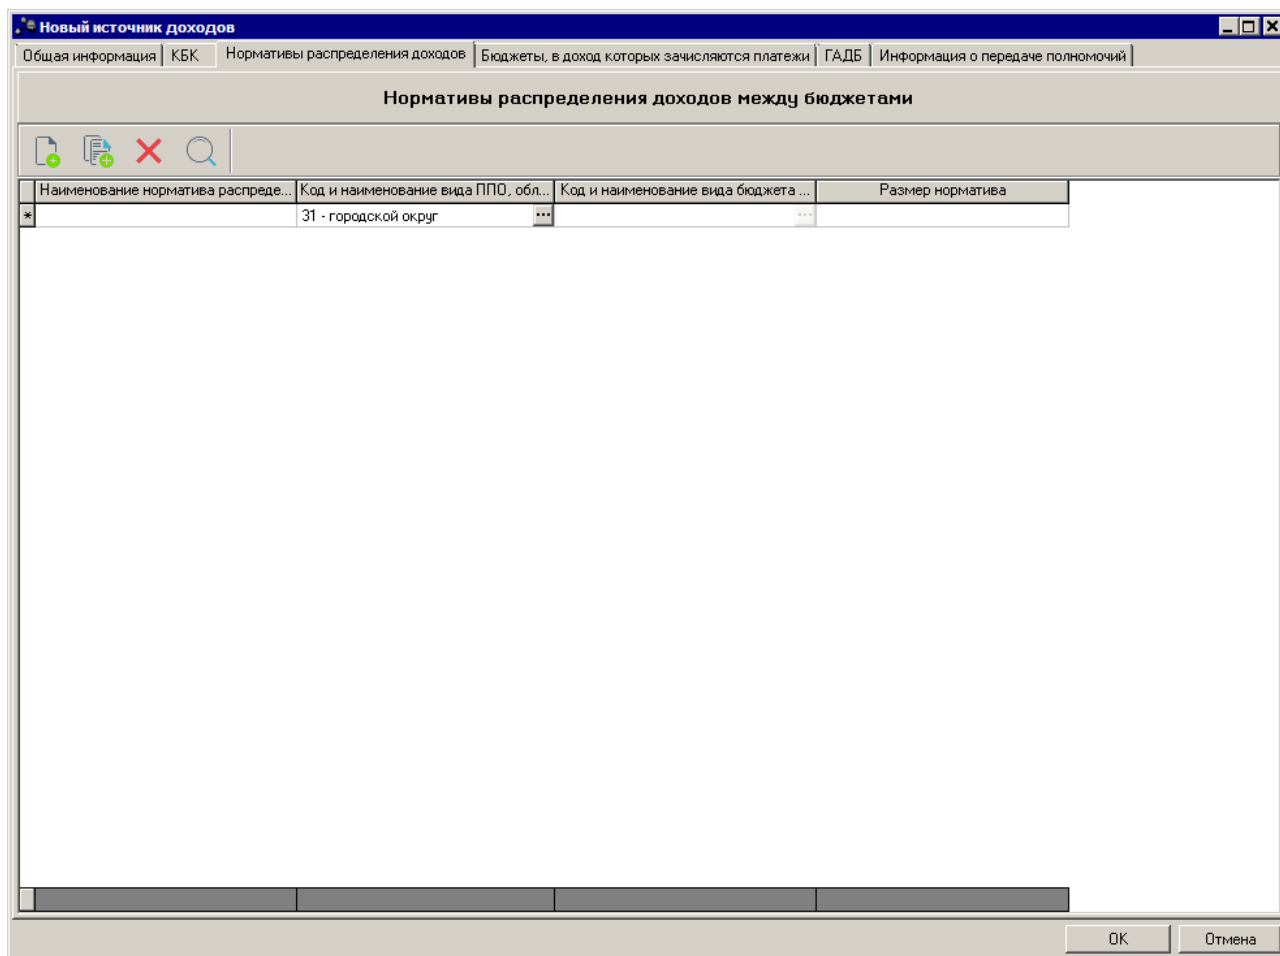 Новый источник доходов
Общая информация КБК Нормативы распределения доходов Бюджеты, в доход которых зачисляются платежи ГАДБ Информация о передаче полномочий
Нормативы распределения доходов между бюджетами
Наименование норматива распреде... Код и наименование вида ППО, обл... Код и наименование вида бюджета ... Размер норматива
* 31 - городской округ ... ...
OK Отмена